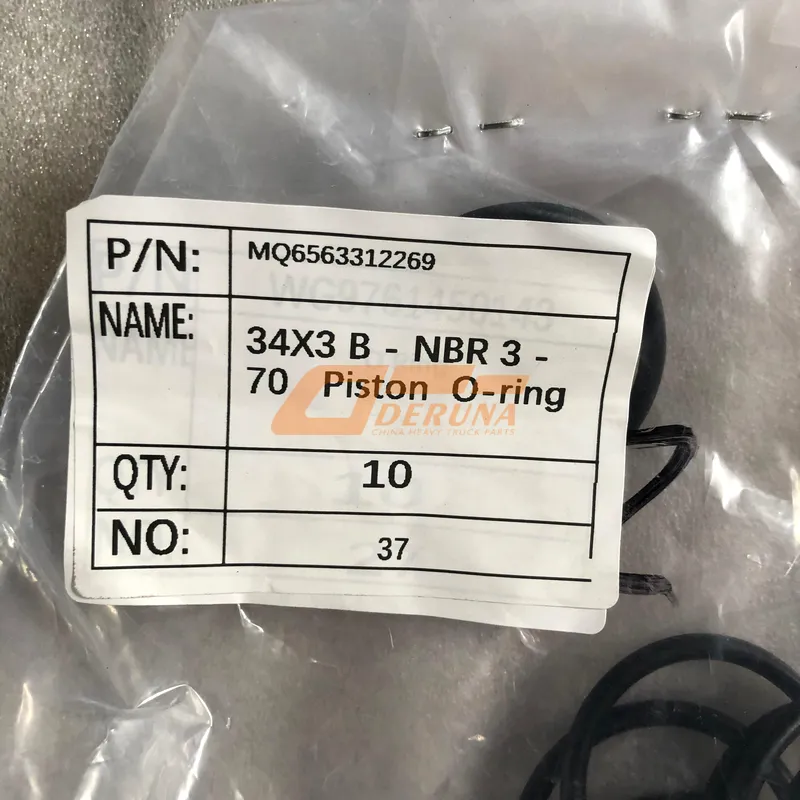 P/N: MQ6563312269
NAME: 34X3 B - NBR 3 -
70 Piston O-ring
DERUNA
CHINA HEAVY TRUCK PARTS
QTY: 10
NO: 37